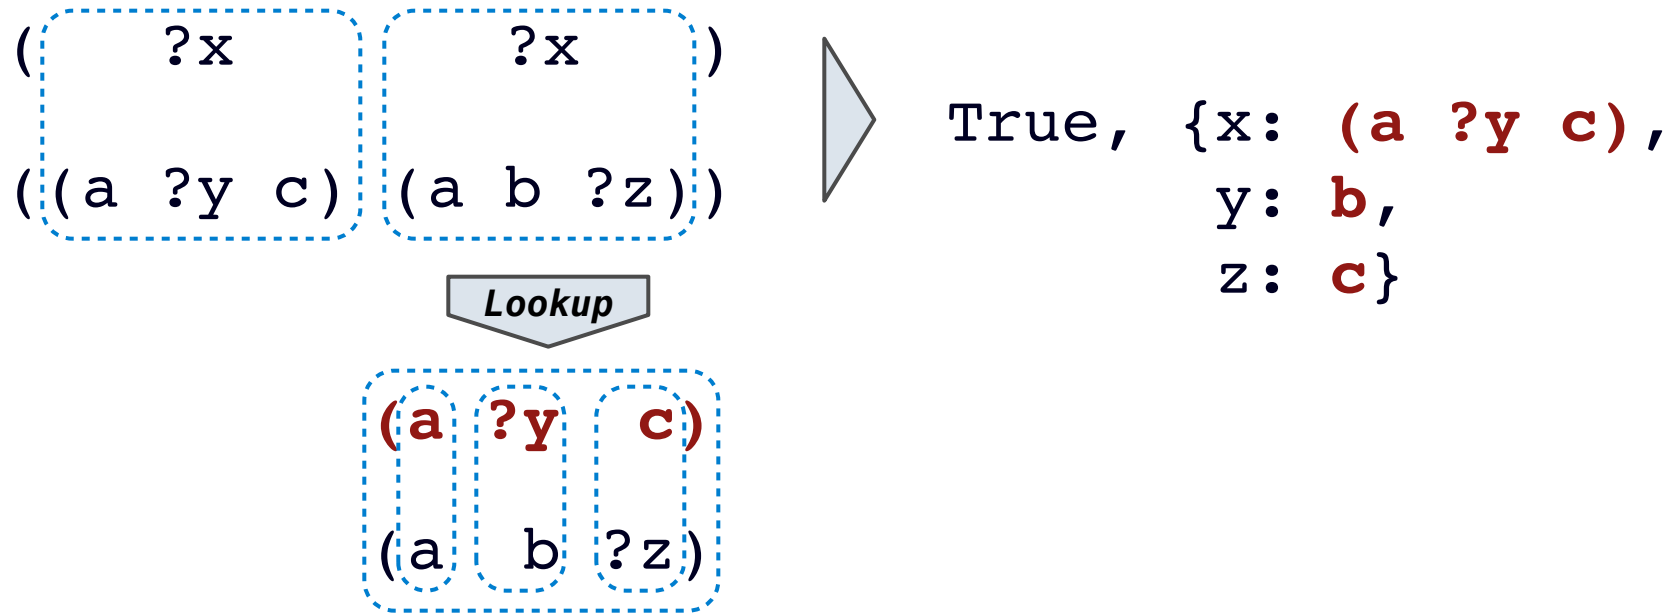 ( ?x ?x )
((a ?y c) (a b ?z))
Lookup
(a ?y c)
(a b ?z)
True, {x: (a ?y c),
y: b,
z: c}